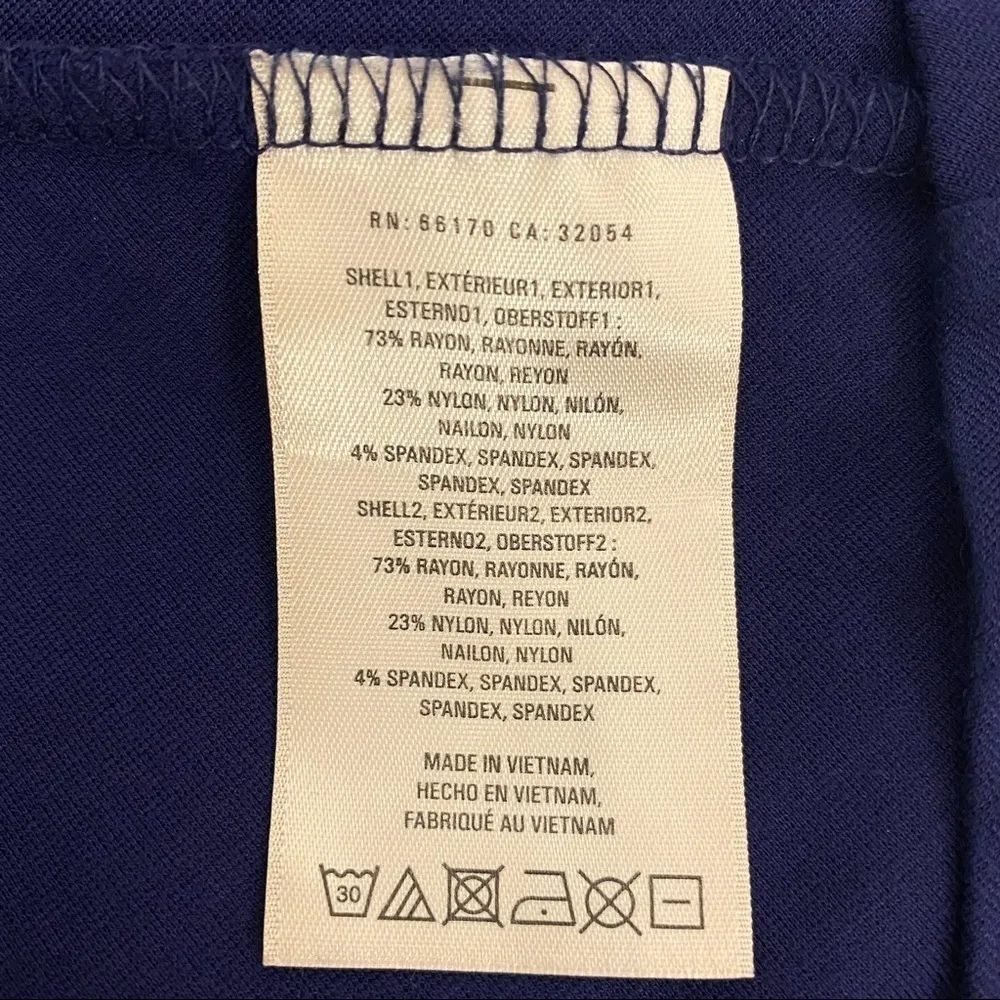 RN: 66170 CA: 32054
SHELL1, EXTÉRIEUR1, EXTERIOR1,
ESTERNO1, OBERSTOFF1 :
73% RAYON, RAYONNE, RAYÓN,
RAYON, REYON
23% NYLON, NYLON, NILÓN,
NAILON, NYLON
4% SPANDEX, SPANDEX, SPANDEX,
SPANDEX, SPANDEX
SHELL2, EXTÉRIEUR2, EXTERIOR2,
ESTERNO2, OBERSTOFF2 :
73% RAYON, RAYONNE, RAYÓN,
RAYON, REYON
23% NYLON, NYLON, NILÓN,
NAILON, NYLON
4% SPANDEX, SPANDEX, SPANDEX,
SPANDEX, SPANDEX
MADE IN VIETNAM,
HECHO EN VIETNAM,
FABRIQUÉ AU VIETNAM
30